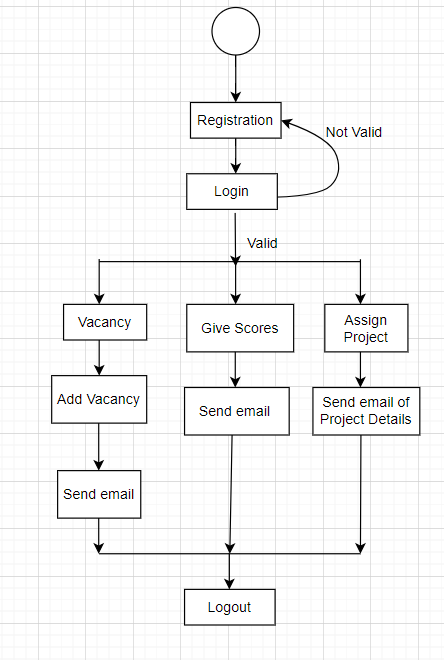 Registration
Not Valid
Login
Valid
Vacancy
Give Scores
Assign
Project
Add Vacancy
Send email
Send email of
Project Details
Send email
Logout